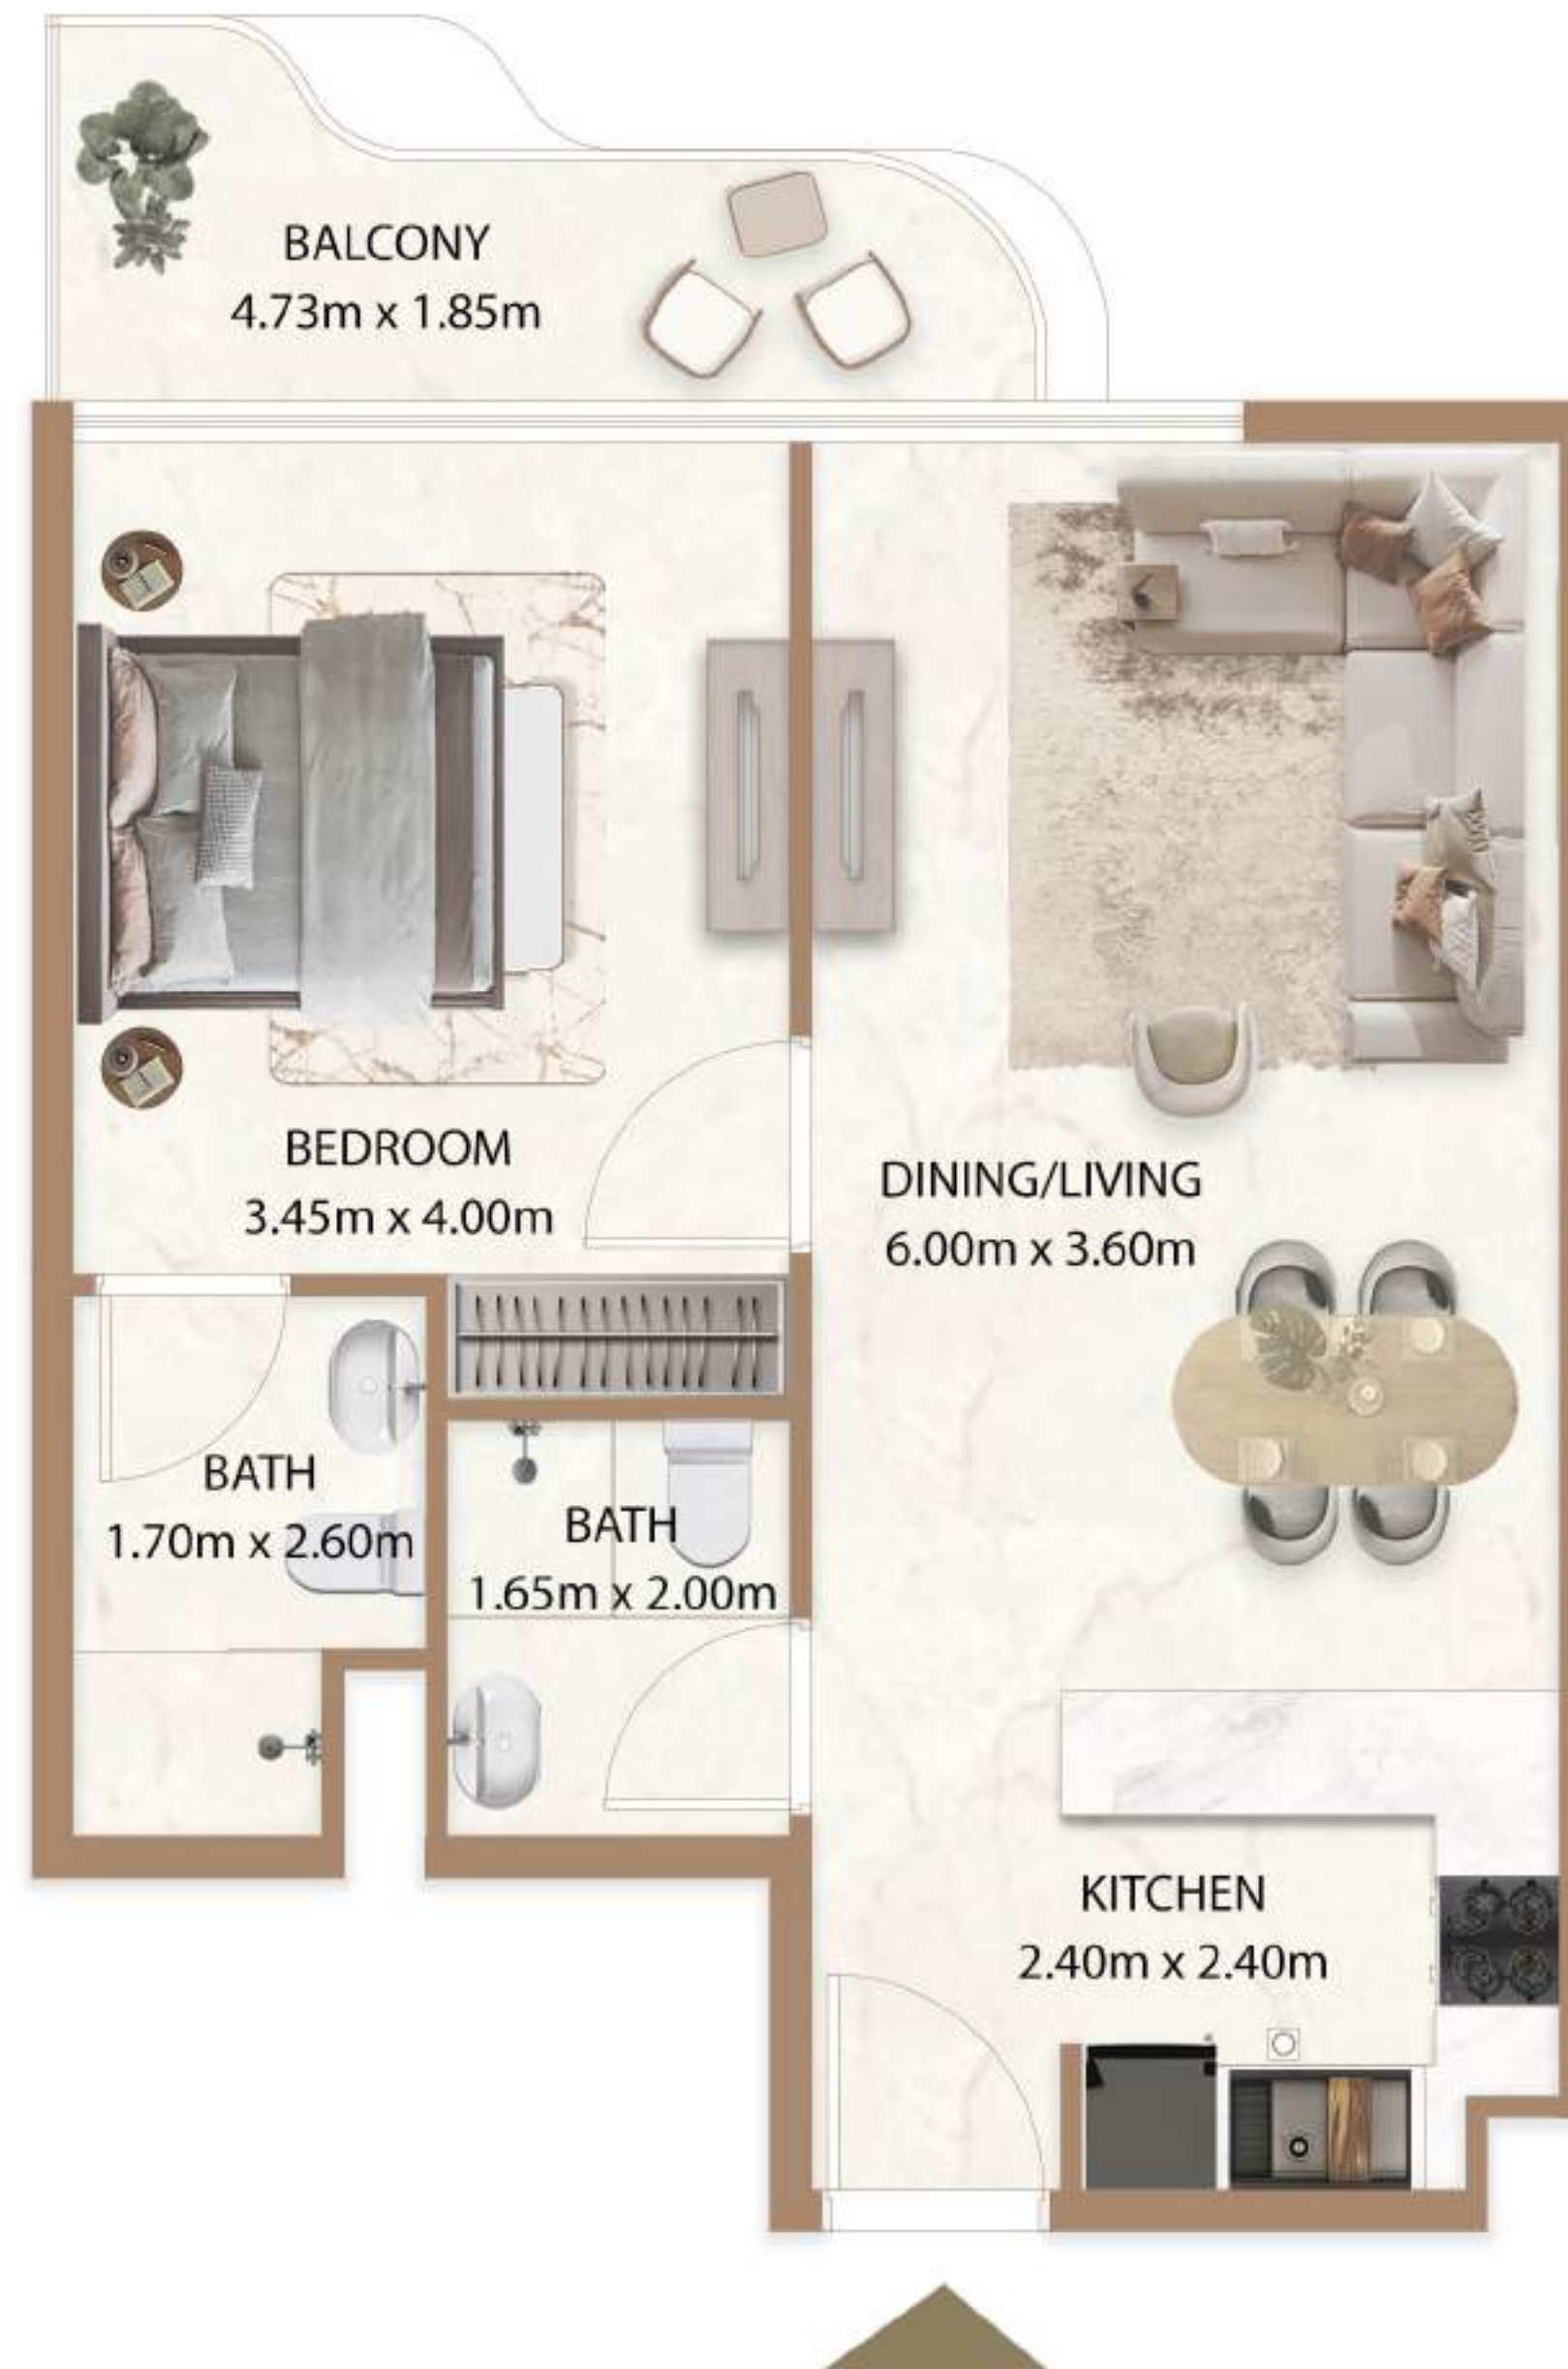 BALCONY
4.73m x 1.85m
BEDROOM
3.45m x 4.00m
DINING/LIVING
6.00m x 3.60m
BATH
1.70m x 2.60m
BATH
1.65m x 2.00m
KITCHEN
2.40m x 2.40m